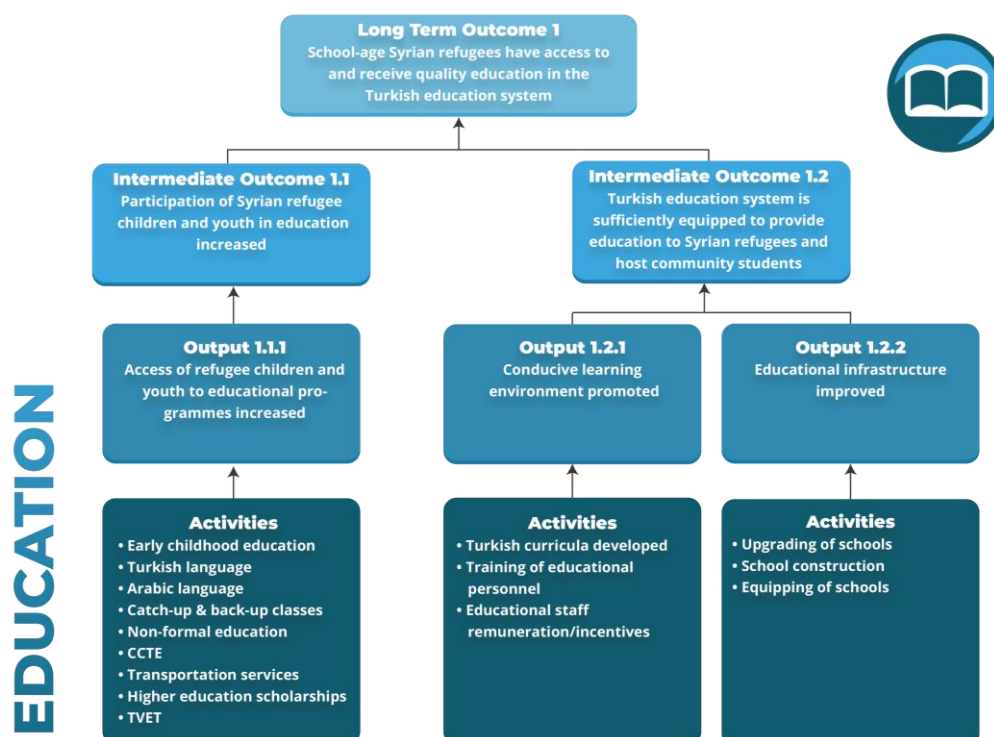 Long Term Outcome 1
School-age Syrian refugees have access to
and receive quality education in the
Turkish education system
Intermediate Outcome 1.1
Participation of Syrian refugee
children and youth in education
increased
Intermediate Outcome 1.2
Turkish education system is
sufficiently equipped to provide
education to Syrian refugees and
host community students
Output 1.1.1
Access of refugee children and
youth to educational pro-
grammes increased
Output 1.2.1
Conducive learning
environment promoted
Output 1.2.2
Educational infrastructure
improved
EDUCATION
Activities
• Early childhood education
• Turkish language
• Arabic language
• Catch-up & back-up classes
• Non-formal education
• CCTE
• Transportation services
• Higher education scholarships
• TVET
Activities
• Turkish curricula developed
• Training of educational
personnel
• Educational staff
remuneration/incentives
Activities
• Upgrading of schools
• School construction
• Equipping of schools